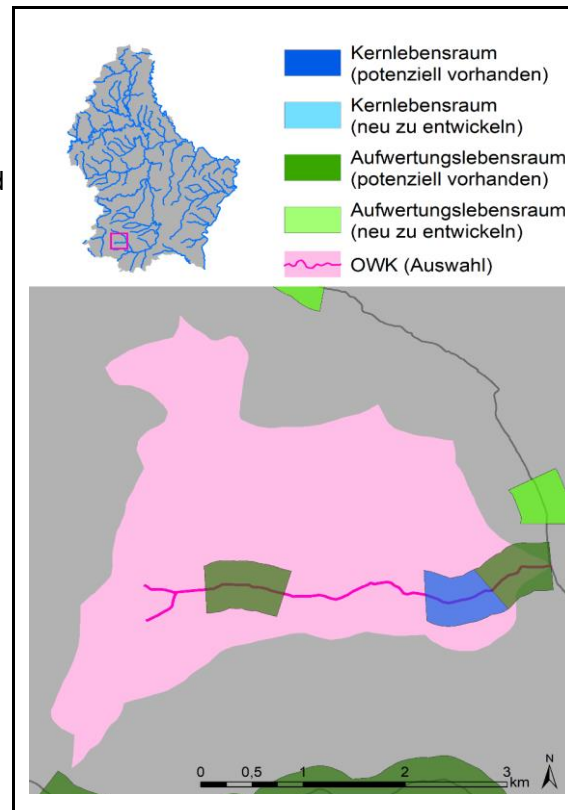 Kernlebensraum
(potenziell vorhanden)
Kernlebensraum
(neu zu entwickeln)
Aufwertungslebensraum
(potenziell vorhanden)
Aufwertungslebensraum
(neu zu entwickeln)
OWK (Auswahl)
0 0,5 1 2 3
km
N